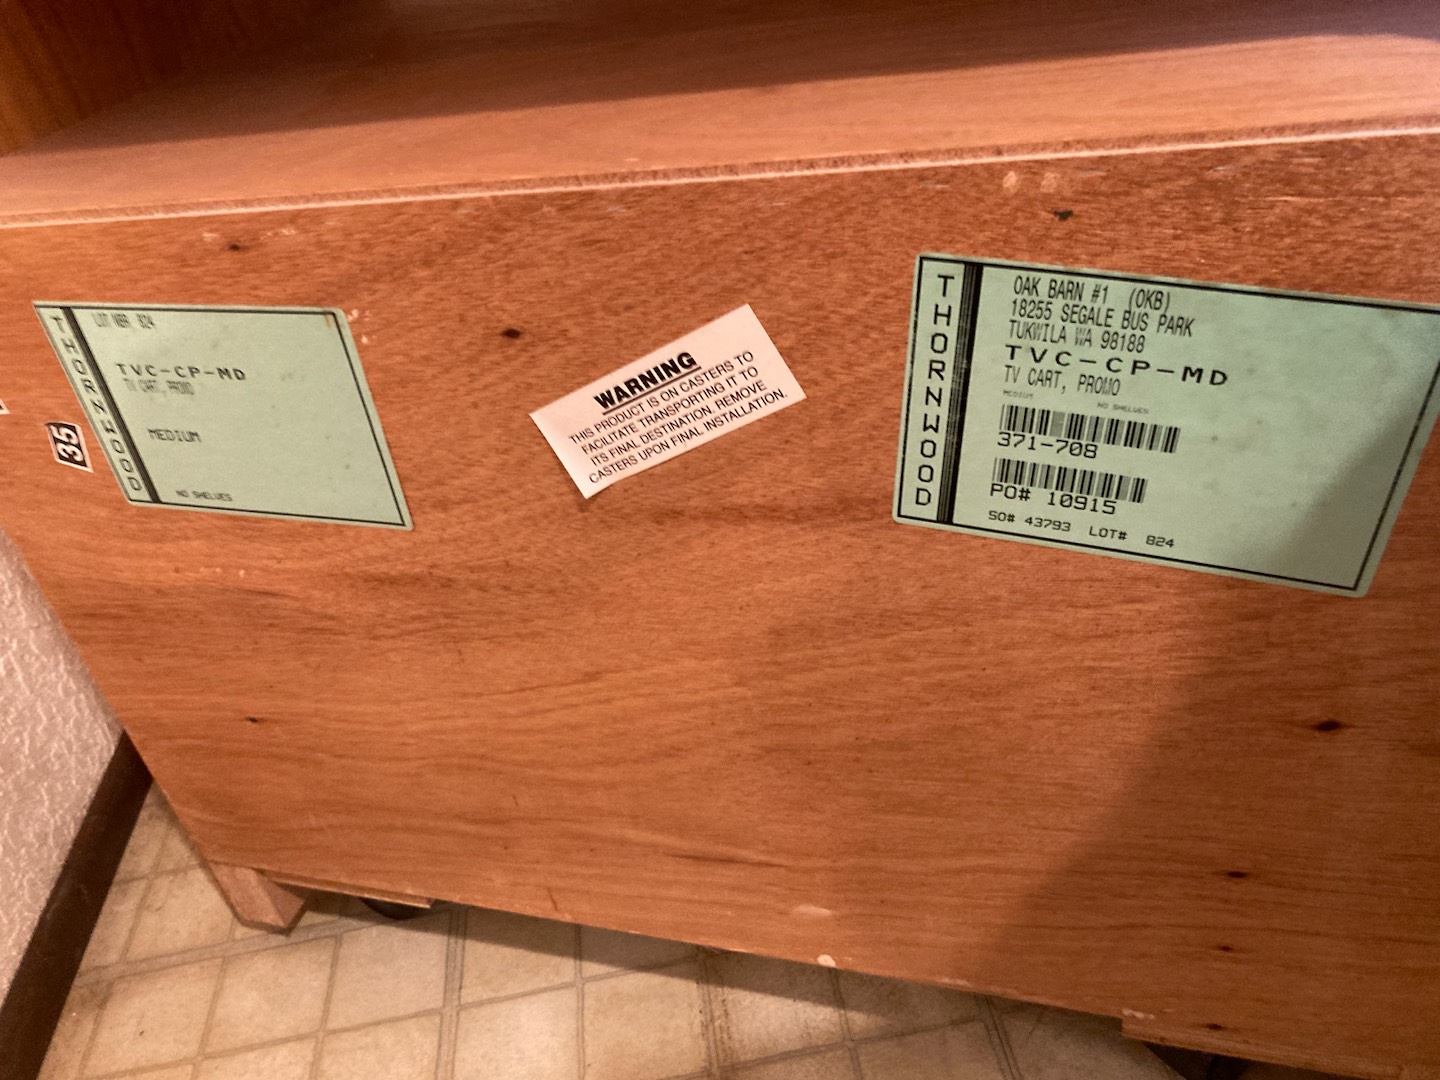 THORNWOOD
LOT NBR 824
TVC-CP-MD
TV CART, PROMO
MEDIUM
NO SHELVES
35
WARNING
THIS PRODUCT IS ON CASTERS TO
FACILITATE TRANSPORTING IT TO
ITS FINAL DESTINATION. REMOVE
CASTERS UPON FINAL INSTALLATION.
THORNWOOD
OAK BARN #1 (OKB)
18255 SEGALE BUS PARK
TUKWILA WA 98188
TVC-CP-MD
TV CART, PROMO
MEDIUM NO SHELVES
371-708
PO# 10915
SO# 43793 LOT# 824